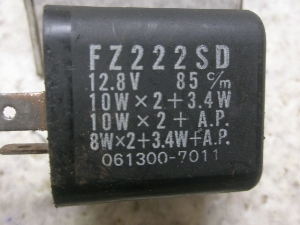 FZ222SD
12.8V 85 c/m
10W×2+3.4W
10W×2+ A.P.
8W×2+3.4W+A.P.
061300-7011